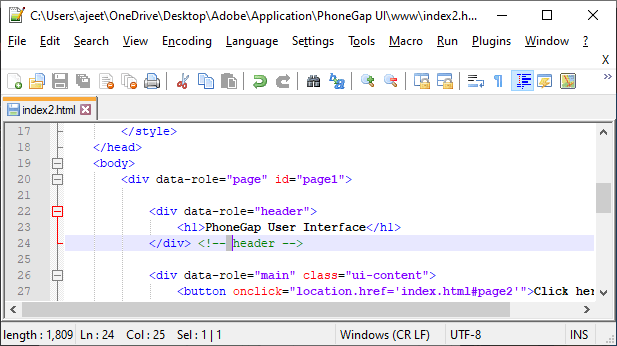 C:\Users\ajeet\OneDrive\Desktop\Adobe\Application\PhoneGap UI\www\index2.h...
File Edit Search View Encoding Language Settings Tools Macro Run Plugins Window ?
X
index2.html
17 </style>
18 </head>
19 <body>
20 <div data-role="page" id="page1">
21
22 <div data-role="header">
23 <h1>PhoneGap User Interface</h1>
24 </div> <!-- header -->
25
26 <div data-role="main" class="ui-content">
27 <button onclick="location.href='index.html#page2'">Click her
length : 1,809 Ln : 24 Col : 25 Sel : 1 | 1 Windows (CR LF) UTF-8 INS